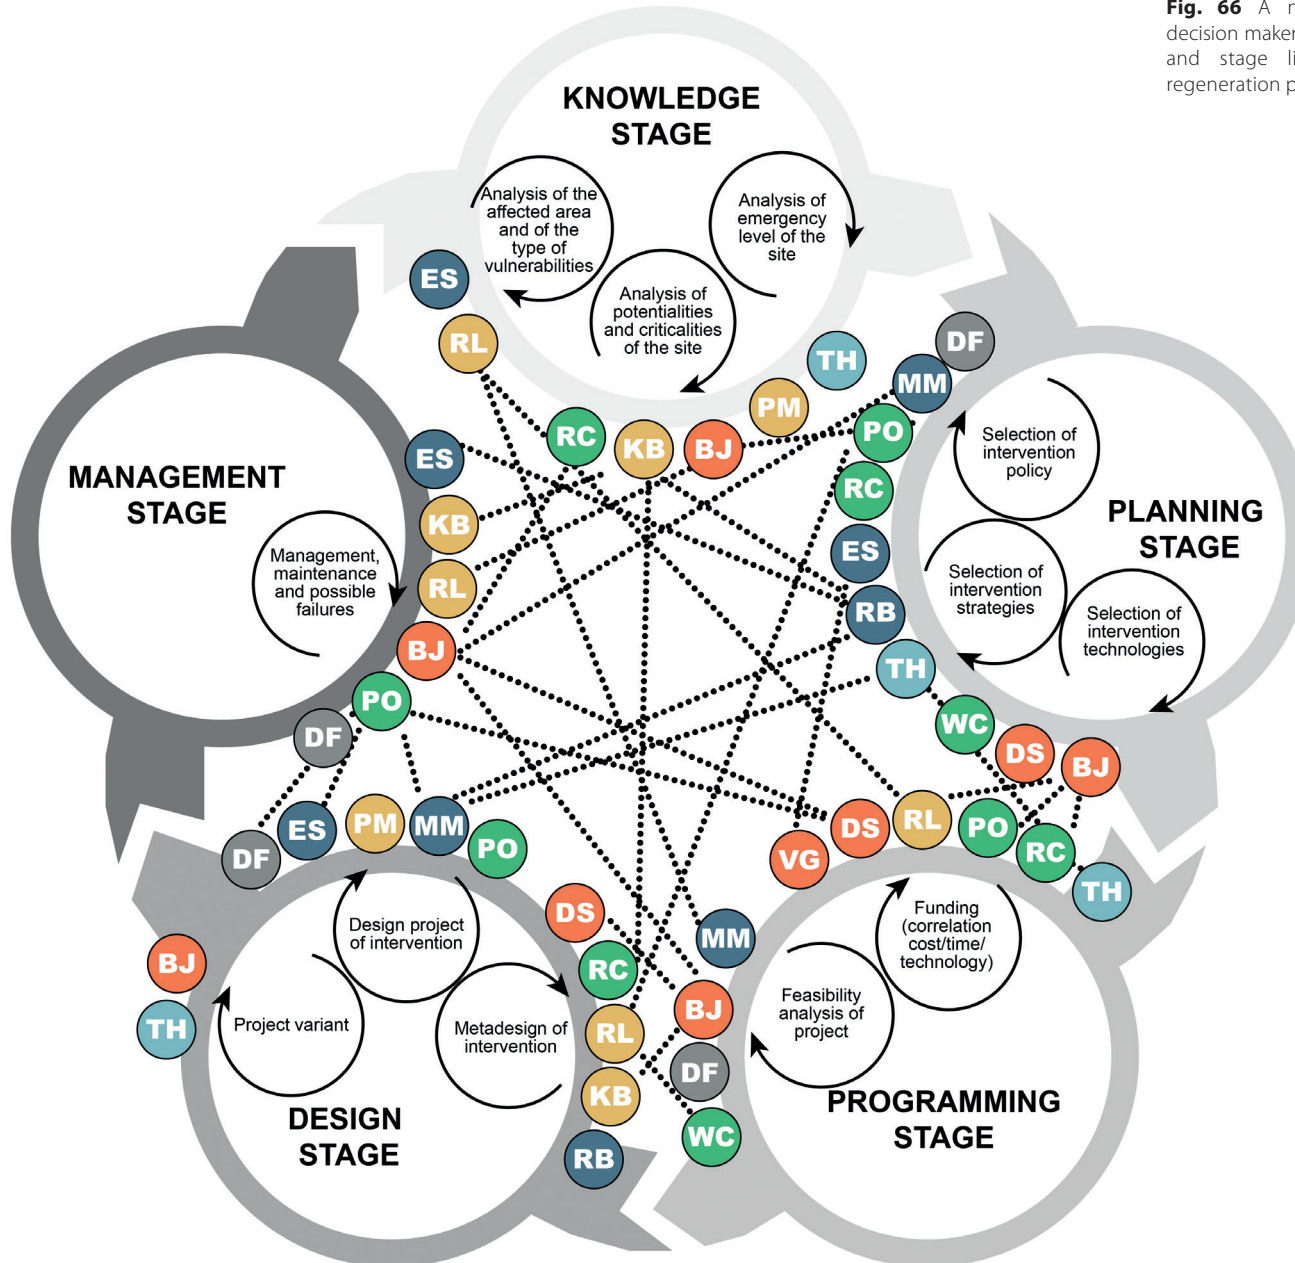 Fig. 66 A n
decision maker
and stage li
regeneration p
KNOWLEDGE
STAGE
Analysis of the
affected area
and of the
type of
vulnerabilities
Analysis of
potentialities
and criticalities
of the site
Analysis of
emergency
level of the
site
ES
RL
RC
KB
BJ
PM
TH
MANAGEMENT
STAGE
Management,
maintenance
and possible
failures
ES
KB
RL
BJ
PO
DF
DF
MM
PO
RC
ES
RB
TH
WC
DS
BJ
Selection of
intervention
policy
PLANNING
STAGE
Selection of
intervention
strategies
Selection of
intervention
technologies
DF
ES
PM
MM
PO
DS
RC
RL
KB
RB
BJ
TH
Design project
of intervention
Project variant
Metadesign of
intervention
DESIGN
STAGE
VG
DS
RL
PO
RC
TH
MM
BJ
DF
WC
Funding
(correlation
cost/time/
technology)
Feasibility
analysis of
project
PROGRAMMING
STAGE